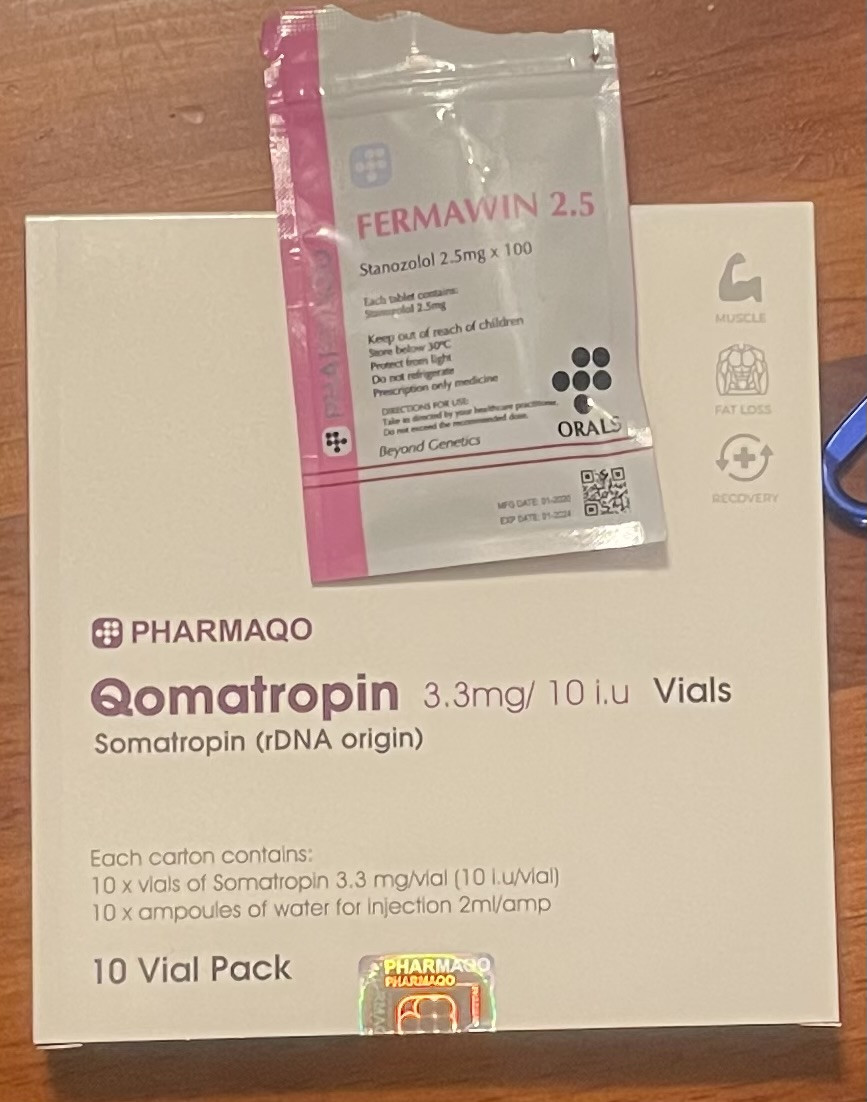 FERMAWIN 2.5
Stanozolol 2.5mg x 100
Each tablet contains:
Stanozolol 2.5mg
Keep out of reach of children
Store below 30°C
Protect from light
Do not refrigerate
Prescription only medicine
DIRECTIONS FOR USE:
Take as directed by your healthcare practitioner.
Do not exceed the recommended dose.
Beyond Genetics
ORALS
MFG DATE: 01-2020
EXP DATE: 01-2024
PHARMAQO
MUSCLE
FAT LOSS
RECOVERY
PHARMAQO
Qomatropin 3.3mg/ 10 i.u Vials
Somatropin (rDNA origin)
Each carton contains:
10 x vials of Somatropin 3.3 mg/vial (10 i.u/vial)
10 x ampoules of water for injection 2ml/amp
10 Vial Pack
PHARMAQO
PHARMAQO